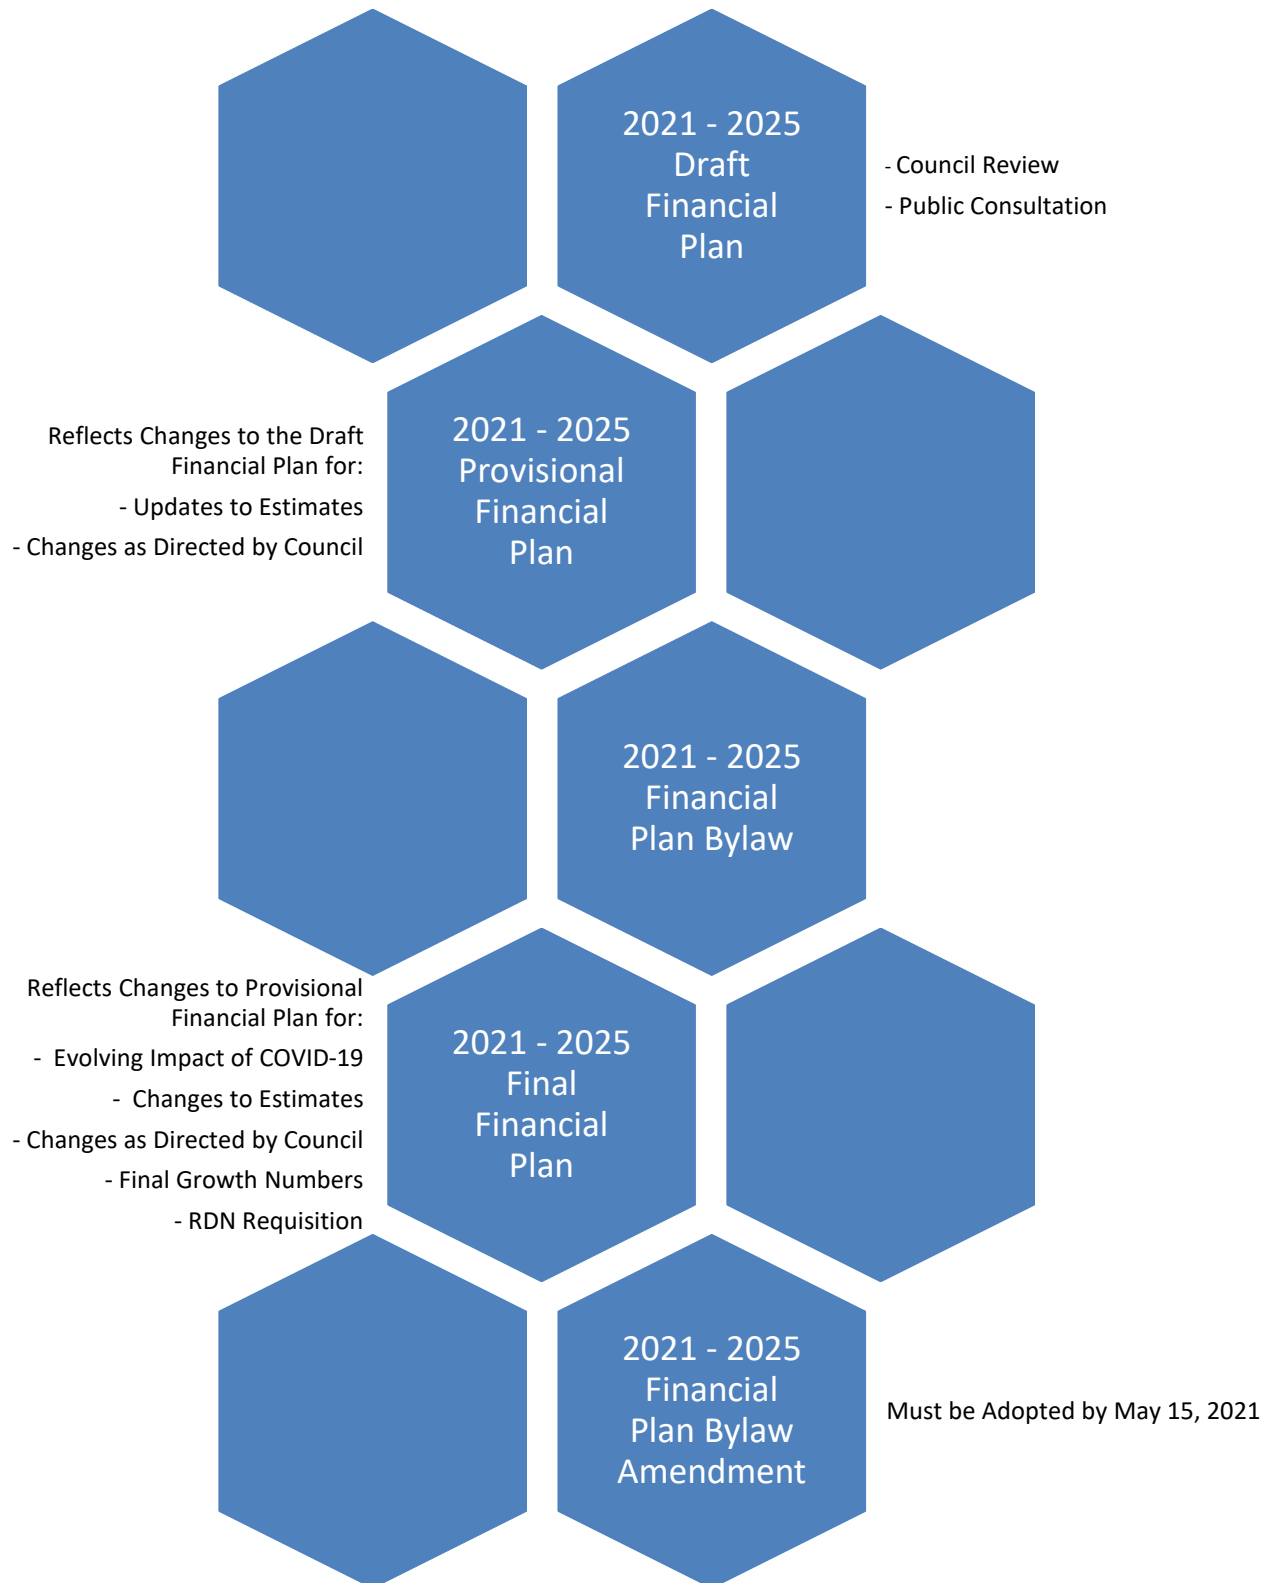 2021 - 2025
Draft
Financial
Plan
- Council Review
- Public Consultation
Reflects Changes to the Draft
Financial Plan for:
- Updates to Estimates
- Changes as Directed by Council
2021 - 2025
Provisional
Financial
Plan
2021 - 2025
Financial
Plan Bylaw
Reflects Changes to Provisional
Financial Plan for:
- Evolving Impact of COVID-19
- Changes to Estimates
- Changes as Directed by Council
- Final Growth Numbers
- RDN Requisition
2021 - 2025
Final
Financial
Plan
2021 - 2025
Financial
Plan Bylaw
Amendment
Must be Adopted by May 15, 2021